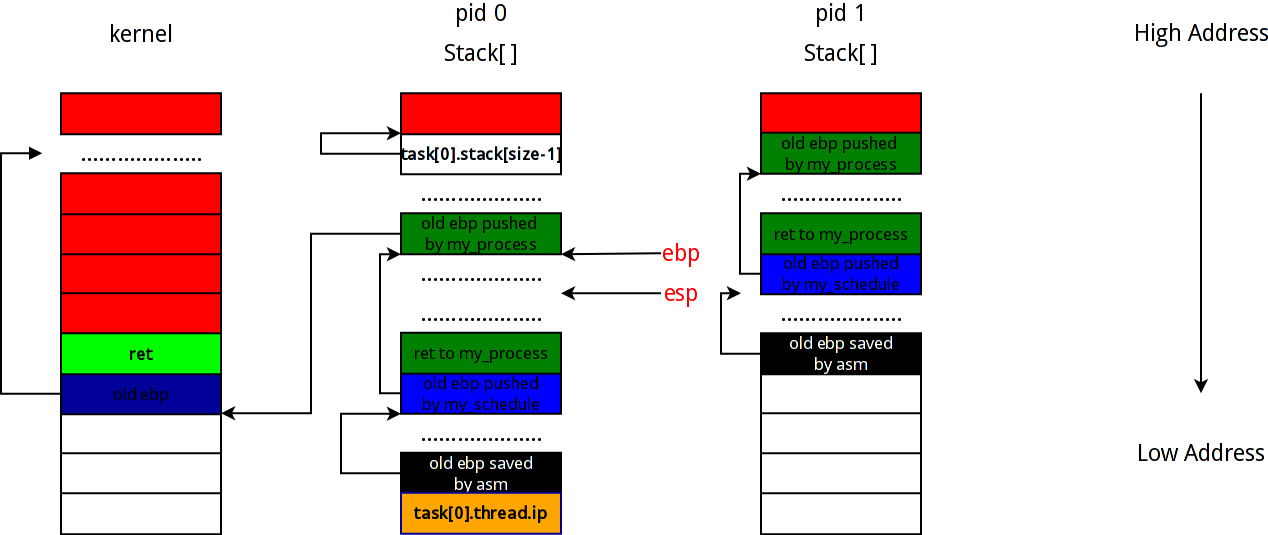 kernel
pid 0
Stack[ ]
pid 1
Stack[ ]
High Address
....................
ret
old ebp
task[0].stack[size-1]
....................
old ebp pushed
by my_process
....................
....................
ret to my_process
old ebp pushed
by my_schedule
....................
old ebp saved
by asm
task[0].thread.ip
ebp
esp
old ebp pushed
by my_process
....................
ret to my_process
old ebp pushed
by my_schedule
....................
old ebp saved
by asm
Low Address